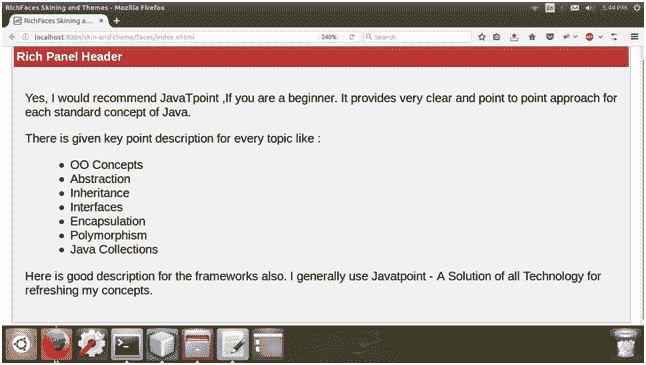 RichFaces Skining and Themes - Mozilla Firefox
En
5:44 PM
RichFaces Skining a...
localhost:8084/skin-and-theme/faces/index.xhtml
240%
Search
Rich Panel Header
Yes, I would recommend JavaTpoint ,If you are a beginner. It provides very clear and point to point approach for
each standard concept of Java.
There is given key point description for every topic like :
OO Concepts
Abstraction
Inheritance
Interfaces
Encapsulation
Polymorphism
Java Collections
Here is good description for the frameworks also. I generally use Javatpoint - A Solution of all Technology for
refreshing my concepts.